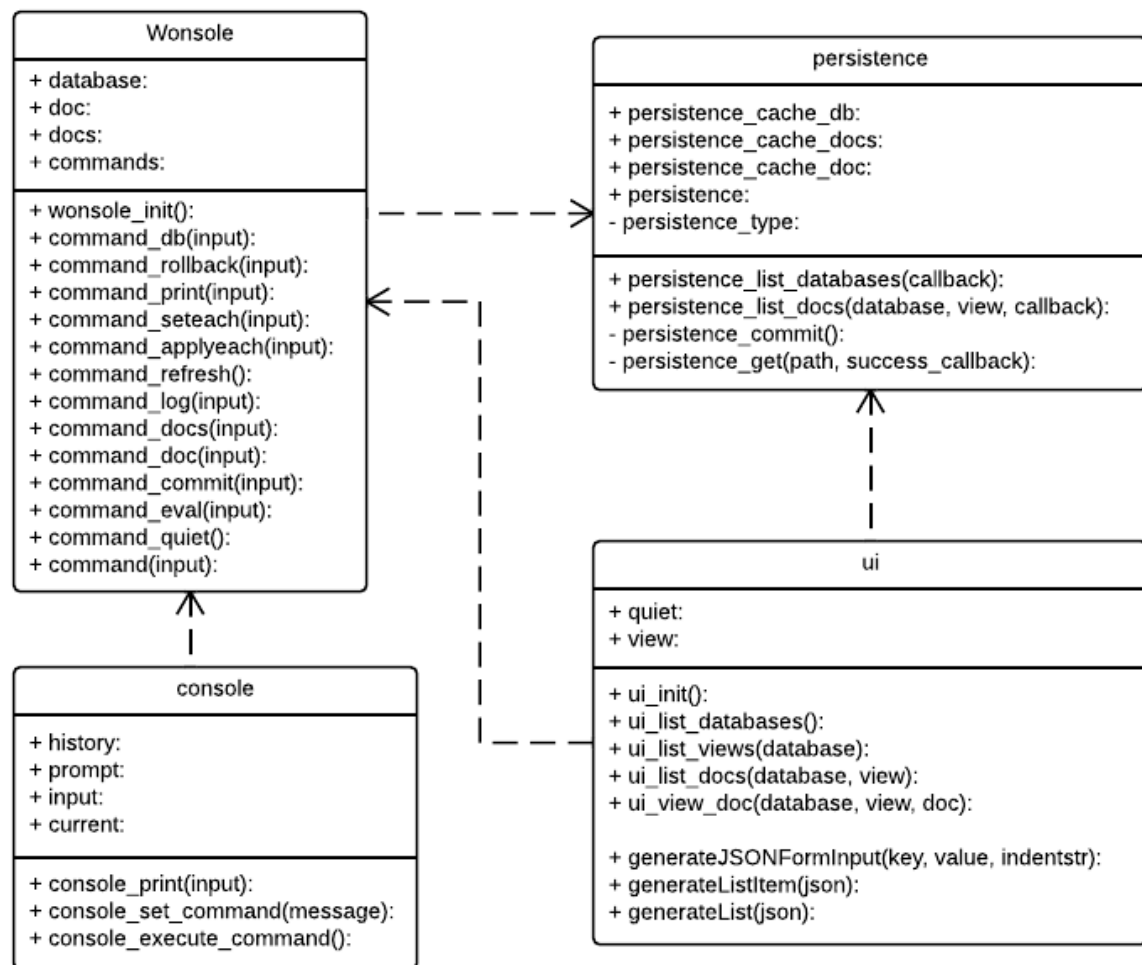 Wonsole
+ database:
+ doc:
+ docs:
+ commands:
+ wonsole_init():
+ command_db(input):
+ command_rollback(input):
+ command_print(input):
+ command_seteach(input):
+ command_applyeach(input):
+ command_refresh():
+ command_log(input):
+ command_docs(input):
+ command_doc(input):
+ command_commit(input):
+ command_eval(input):
+ command_quiet():
+ command(input):
persistence
+ persistence_cache_db:
+ persistence_cache_docs:
+ persistence_cache_doc:
+ persistence:
- persistence_type:
+ persistence_list_databases(callback):
+ persistence_list_docs(database, view, callback):
- persistence_commit():
- persistence_get(path, success_callback):
console
+ history:
+ prompt:
+ input:
+ current:
+ console_print(input):
+ console_set_command(message):
+ console_execute_command():
ui
+ quiet:
+ view:
+ ui_init():
+ ui_list_databases():
+ ui_list_views(database):
+ ui_list_docs(database, view):
+ ui_view_doc(database, view, doc):
+ generateJSONFormInput(key, value, indentstr):
+ generateListItem(json):
+ generateList(json):